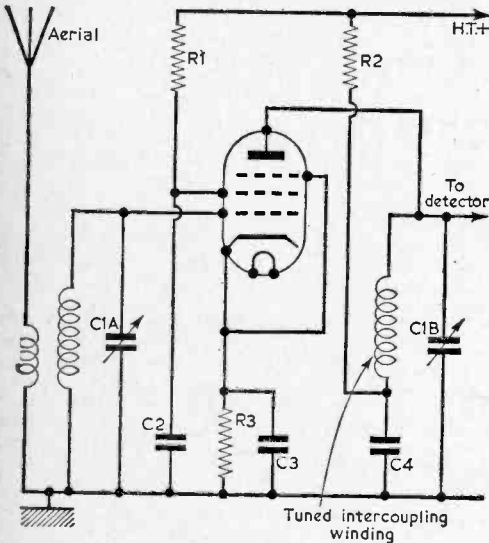 Aerial
R1
R2
H.T.+
To
detector
C1A
C1B
C2
R3
C3
C4
Tuned intercoupling
winding